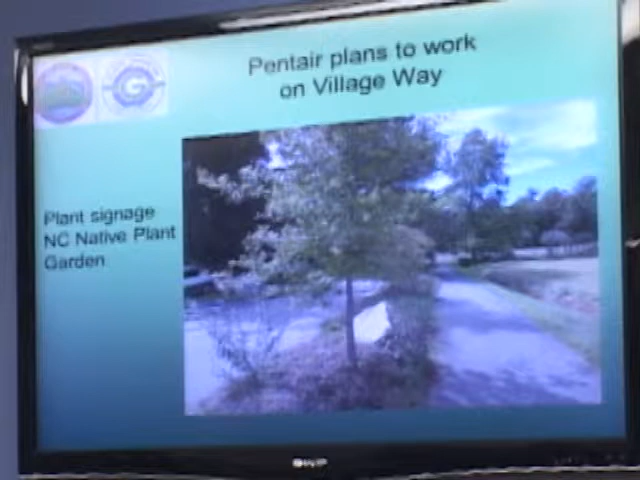 Pentair plans to work
on Village Way
Plant signage
NC Native Plant
Garden
G